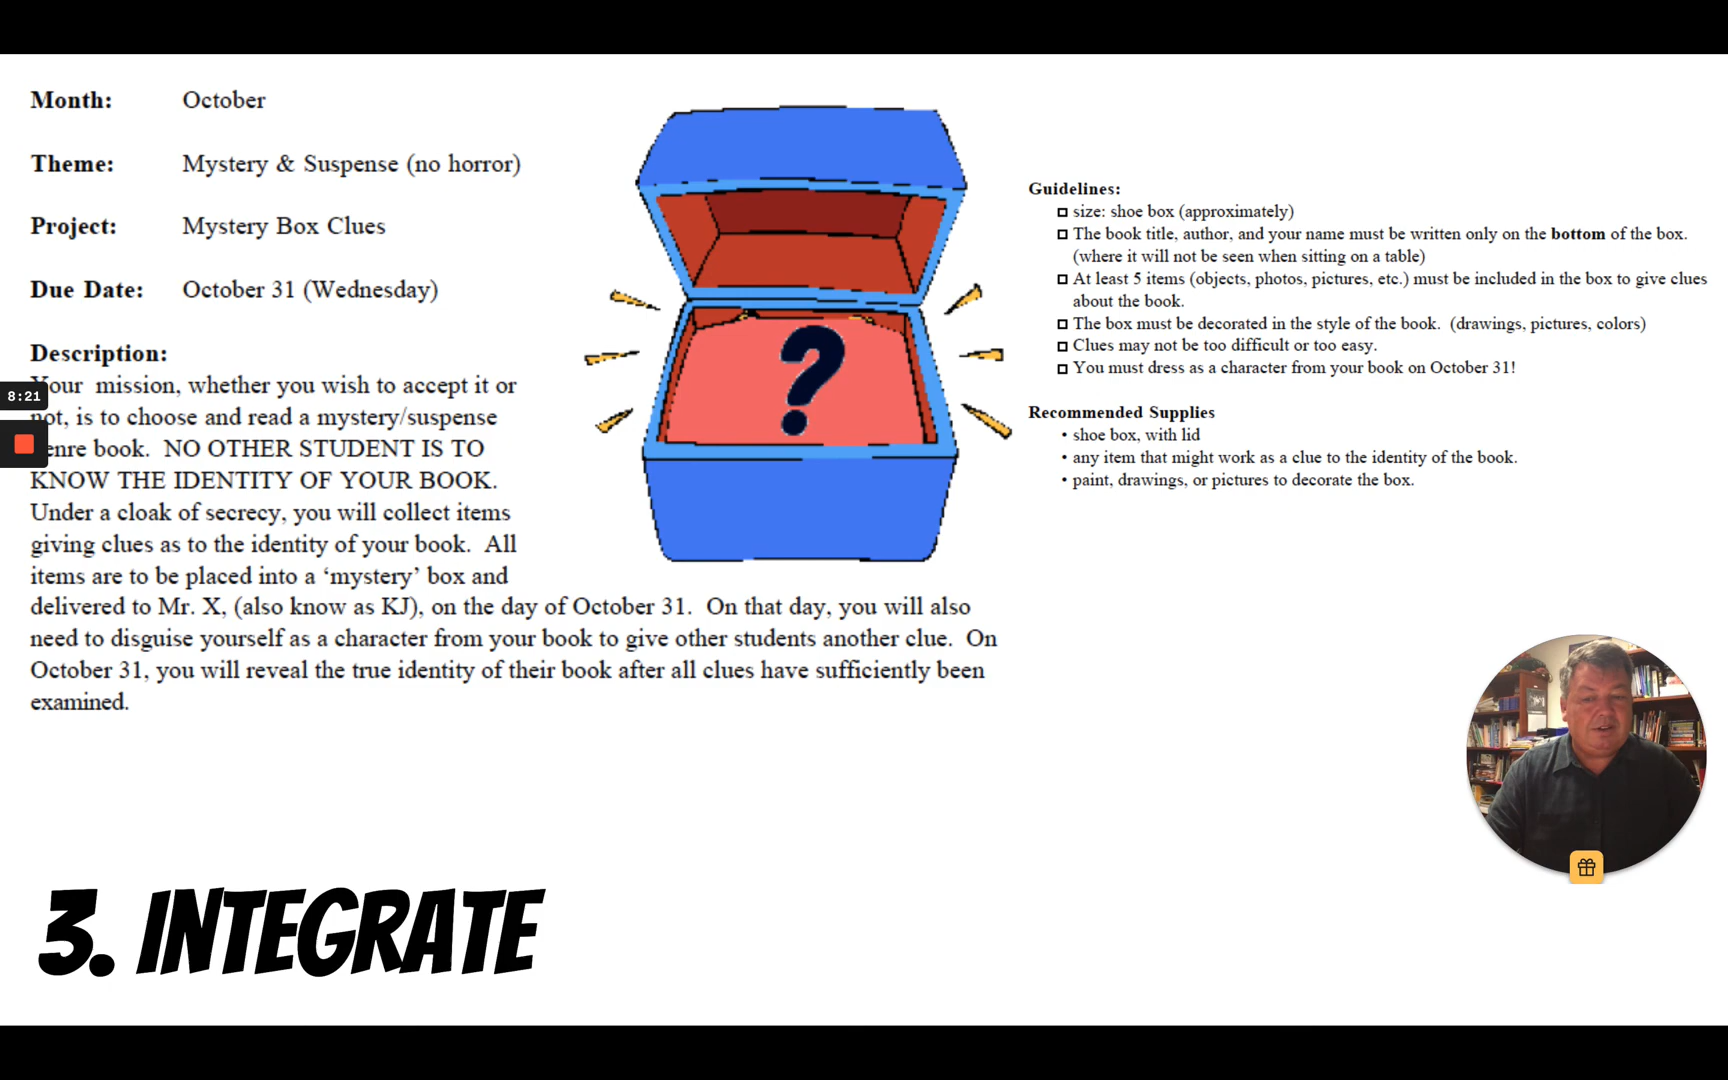 Month: October
Theme: Mystery & Suspense (no horror)
Project: Mystery Box Clues
Due Date: October 31 (Wednesday)
Description:
Your mission, whether you wish to accept it or
not, is to choose and read a mystery/suspense
genre book. NO OTHER STUDENT IS TO
KNOW THE IDENTITY OF YOUR BOOK.
Under a cloak of secrecy, you will collect items
giving clues as to the identity of your book. All
items are to be placed into a ‘mystery’ box and
delivered to Mr. X, (also know as KJ), on the day of October 31. On that day, you will also
need to disguise yourself as a character from your book to give other students another clue. On
October 31, you will reveal the true identity of their book after all clues have sufficiently been
examined.
?
Guidelines:
size: shoe box (approximately)
The book title, author, and your name must be written only on the bottom of the box.
(where it will not be seen when sitting on a table)
At least 5 items (objects, photos, pictures, etc.) must be included in the box to give clues
about the book.
The box must be decorated in the style of the book. (drawings, pictures, colors)
Clues may not be too difficult or too easy.
You must dress as a character from your book on October 31!
Recommended Supplies
• shoe box, with lid
• any item that might work as a clue to the identity of the book.
• paint, drawings, or pictures to decorate the box.
8:21
3. INTEGRATE